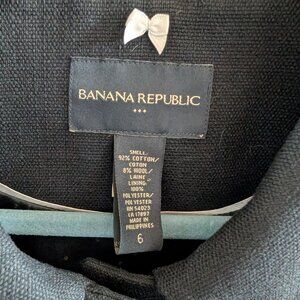 BANANA REPUBLIC
SHELL:
92% COTTON/
COTON
8% WOOL/
LAINE
LINING:
100%
POLYESTER/
POLYESTER
RN 54023
CA 17897
MADE IN
PHILIPPINES
6